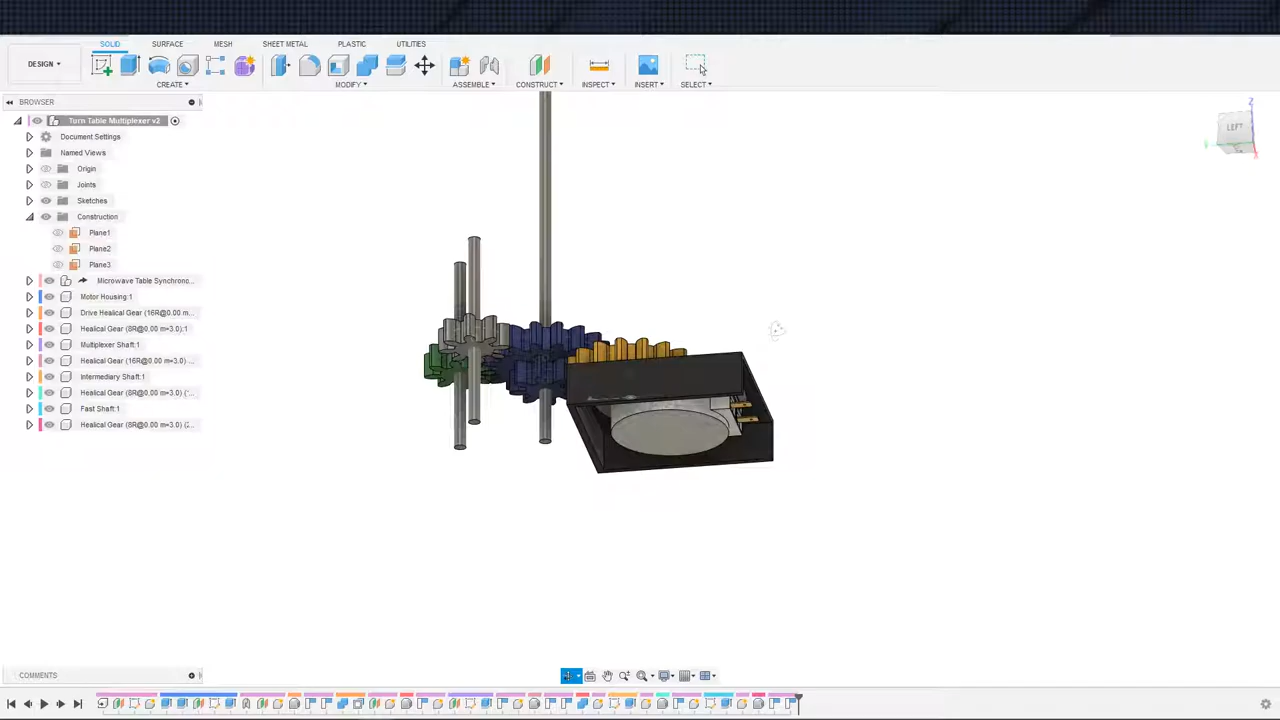 SOLID SURFACE MESH SHEET METAL PLASTIC UTILITIES
DESIGN
CREATE MODIFY ASSEMBLE CONSTRUCT INSPECT INSERT SELECT
BROWSER
Turn Table Multiplexer v2
Document Settings
Named Views
Origin
Joints
Sketches
Construction
Plane1
Plane2
Plane3
Microwave Table Synchrono...
Motor Housing:1
Drive Helical Gear (16R@0.00 m...
Healical Gear (8R@0.00 m=3.0):1
Multiplexer Shaft:1
Healical Gear (16R@0.00 m=3.0)...
Intermediary Shaft:1
Healical Gear (8R@0.00 m=3.0) (1...
Fast Shaft:1
Healical Gear (8R@0.00 m=3.0) (2...
COMMENTS
Z
LEFT